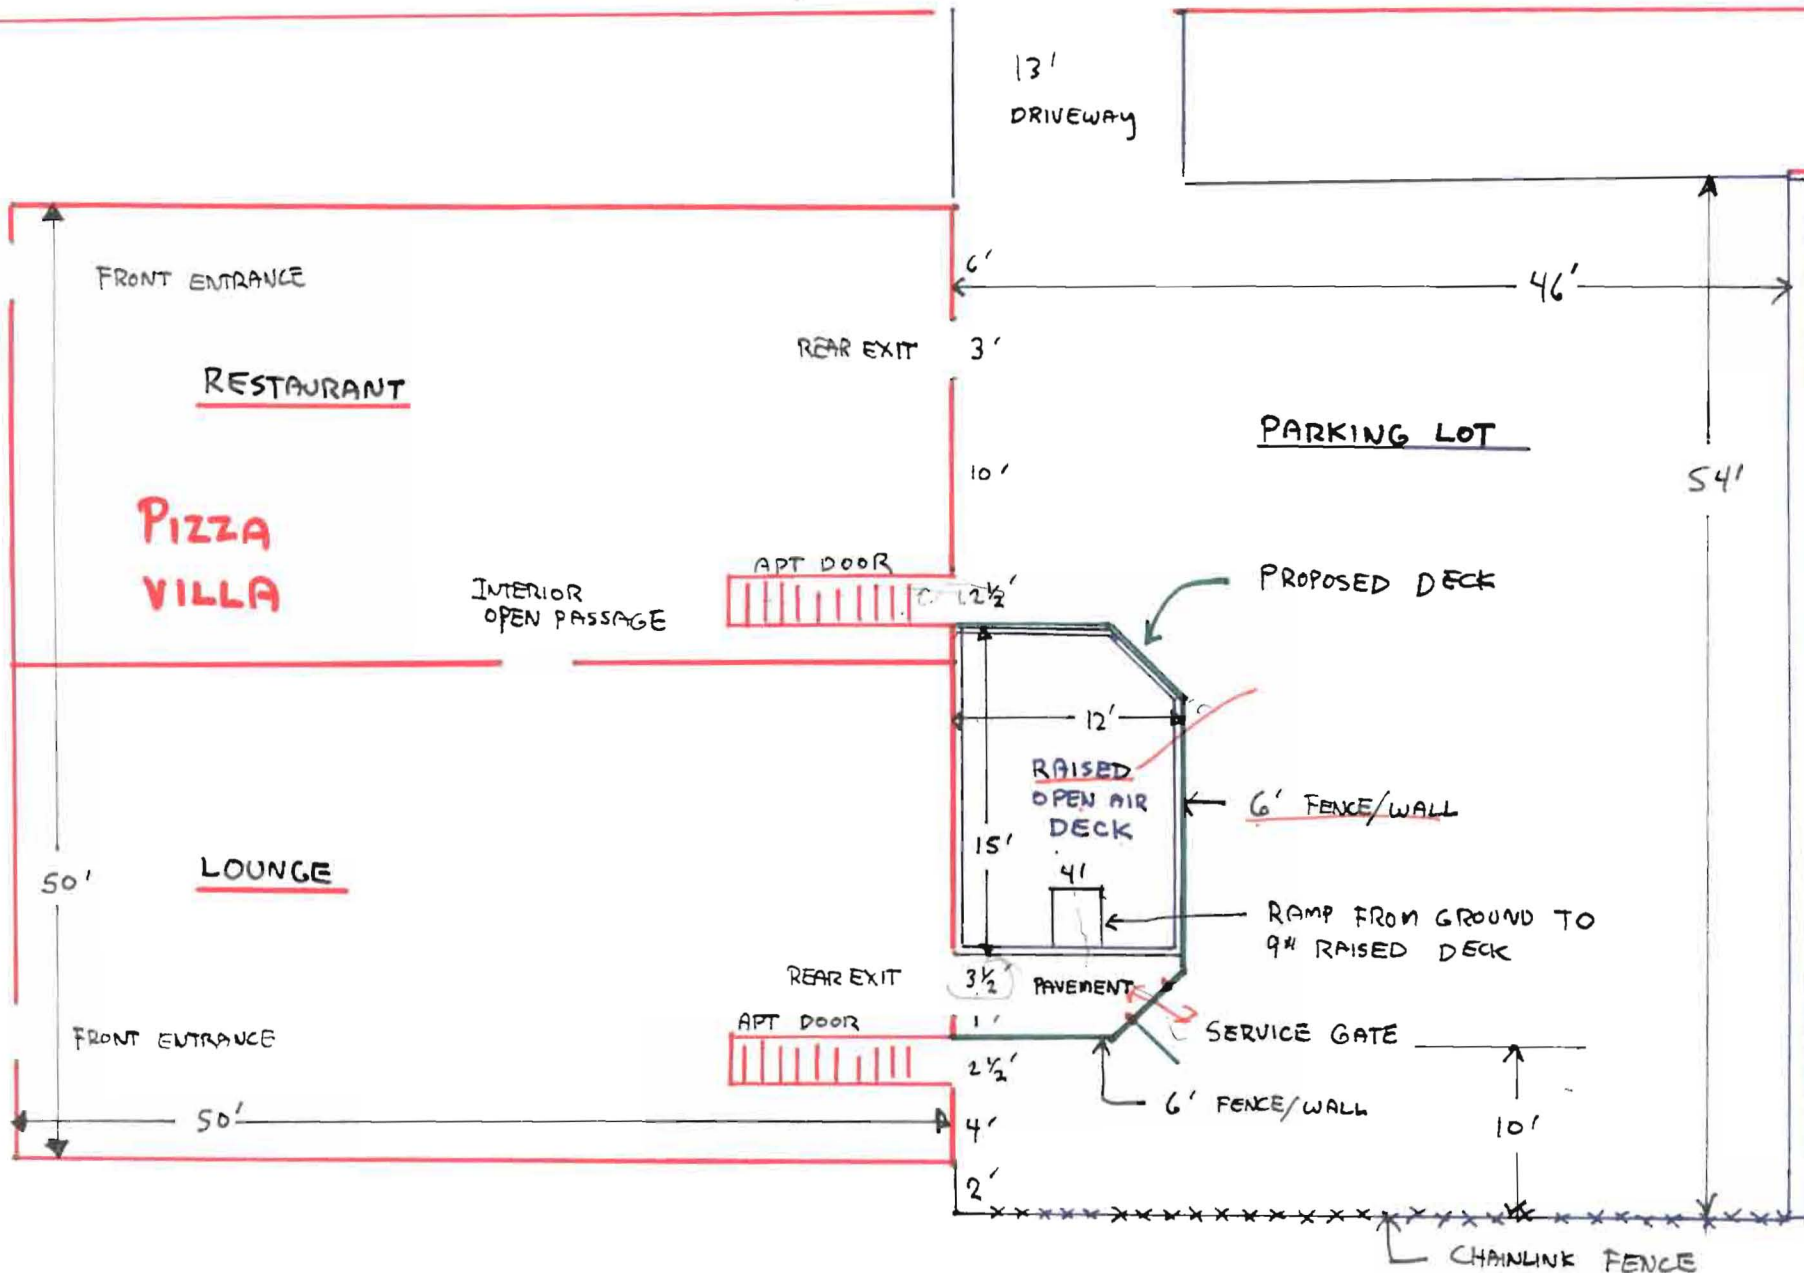 13'
DRIVEWAY
6'
FRONT ENTRANCE
46'
REAR EXIT 3'
RESTAURANT
PARKING LOT
10'
54'
PIZZA
VILLA
APT DOOR
PROPOSED DECK
INTERIOR
OPEN PASSAGE
2½'
12'
RAISED
OPEN AIR
DECK
6' FENCE/WALL
15'
LOUNGE
50'
4'
RAMP FROM GROUND TO
9" RAISED DECK
REAR EXIT 3½'
PAVEMENT
1'
APT DOOR
FRONT ENTRANCE
SERVICE GATE
2½'
6' FENCE/WALL
50'
4'
10'
2'
CHAINLINK FENCE